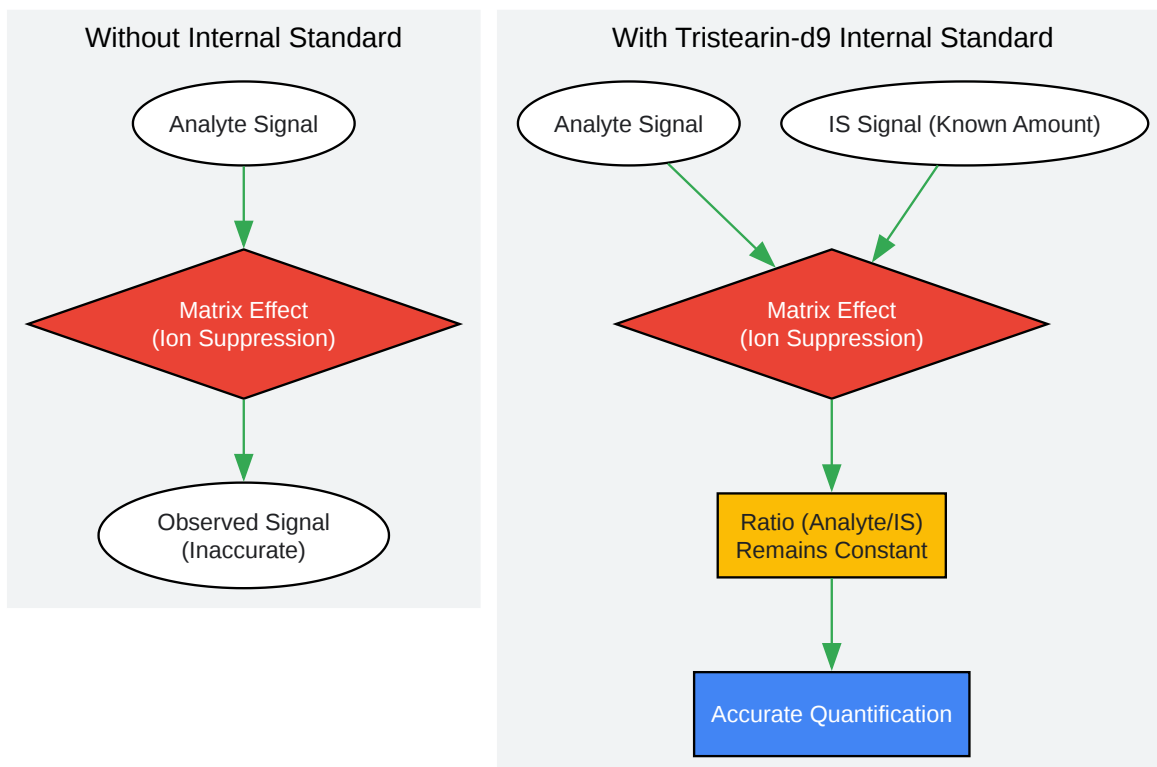 Without Internal Standard
Analyte Signal
Matrix Effect
(Ion Suppression)
Observed Signal
(Inaccurate)
With Tristearin-d9 Internal Standard
Analyte Signal
IS Signal (Known Amount)
Matrix Effect
(Ion Suppression)
Ratio (Analyte/IS)
Remains Constant
Accurate Quantification